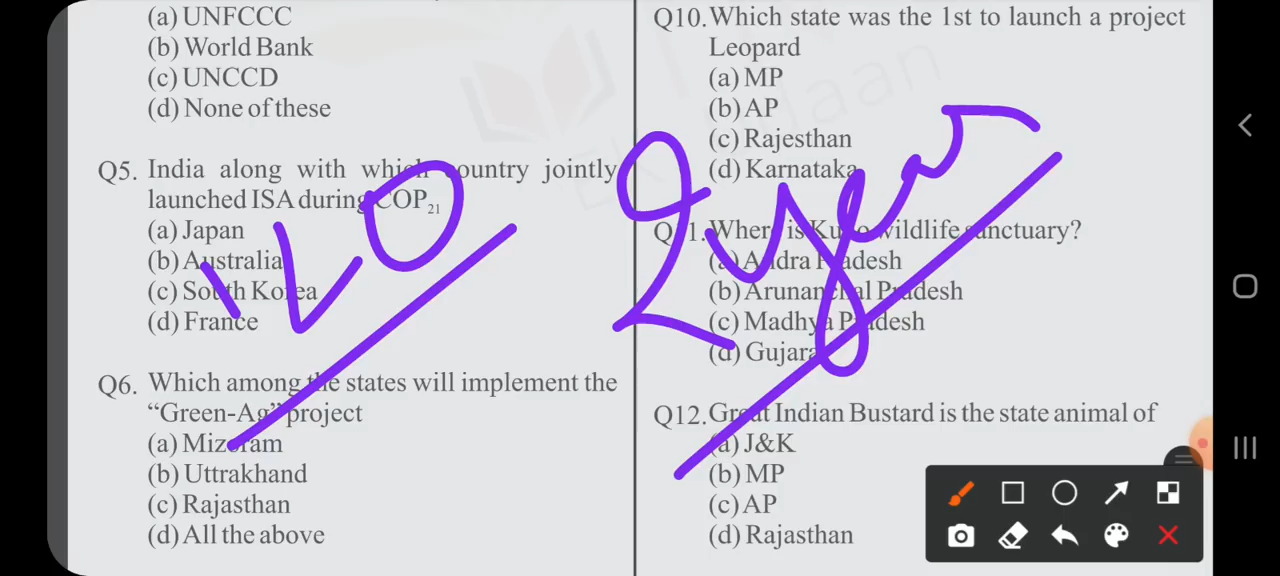 (a) UNFCCC
(b) World Bank
(c) UNCCD
(d) None of these
Q5. India along with which country jointly
launched ISA during COP21
(a) Japan
(b) Australia
(c) South Korea
(d) France
Q6. Which among the states will implement the
“Green-Ag” project
(a) Mizoram
(b) Uttrakhand
(c) Rajasthan
(d) All the above
Q10. Which state was the 1st to launch a project
Leopard
(a) MP
(b) AP
(c) Rajesthan
(d) Karnataka
Q11. Where is Kuno wildlife sanctuary?
(a) Andra Pradesh
(b) Arunanchal Pradesh
(c) Madhya Pradesh
(d) Gujarat
Q12. Great Indian Bustard is the state animal of
(a) J&K
(b) MP
(c) AP
(d) Rajasthan
120
2 year